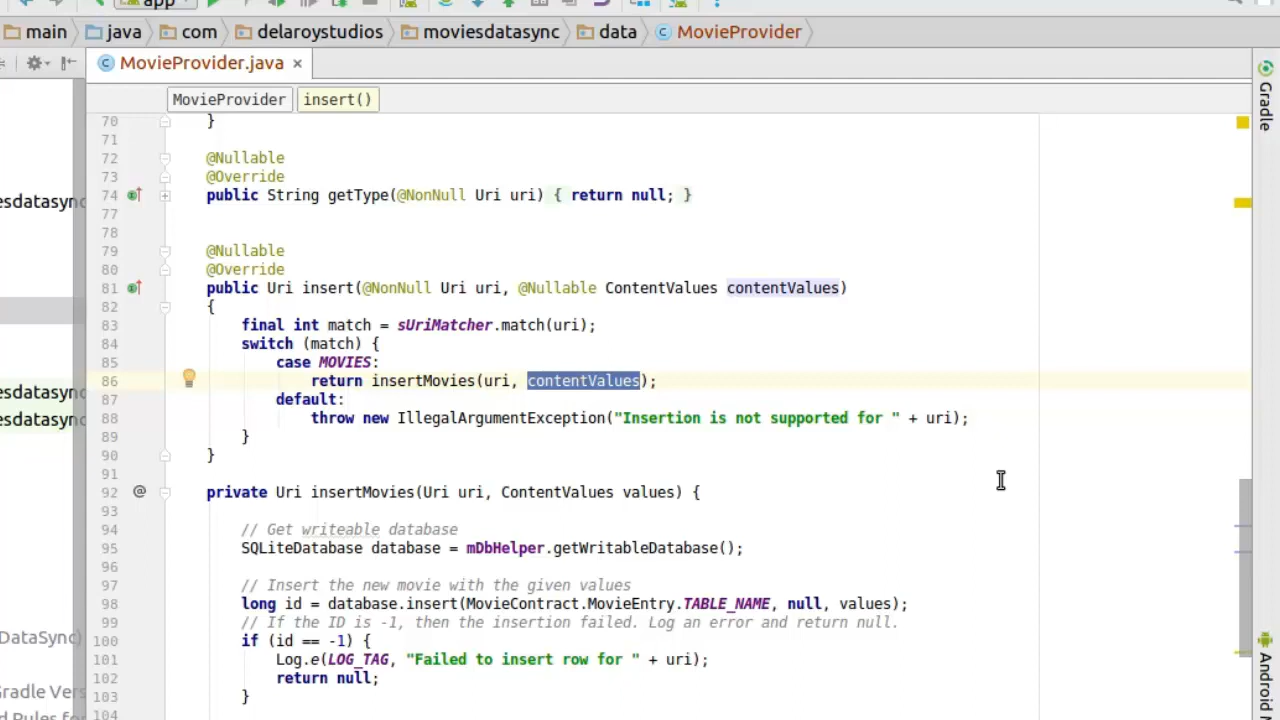 app
main java com delaroystudios moviesdatasync data MovieProvider
MovieProvider.java
MovieProvider insert()
70 }
71
72 @Nullable
73 @Override
74 public String getType(@NonNull Uri uri) { return null; }
77
78
79 @Nullable
80 @Override
81 public Uri insert(@NonNull Uri uri, @Nullable ContentValues contentValues)
82 {
83 final int match = sUriMatcher.match(uri);
84 switch (match) {
85 case MOVIES:
86 return insertMovies(uri, contentValues);
87 default:
88 throw new IllegalArgumentException("Insertion is not supported for " + uri);
89 }
90 }
91
92 private Uri insertMovies(Uri uri, ContentValues values) {
93
94 // Get writeable database
95 SQLiteDatabase database = mDbHelper.getWritableDatabase();
96
97 // Insert the new movie with the given values
98 long id = database.insert(MovieContract.MovieEntry.TABLE_NAME, null, values);
99 // If the ID is -1, then the insertion failed. Log an error and return null.
100 if (id == -1) {
101 Log.e(LOG_TAG, "Failed to insert row for " + uri);
102 return null;
103 }
104
esdatasync
esdatasync
esdatasync
DataSync)
Gradle
Android